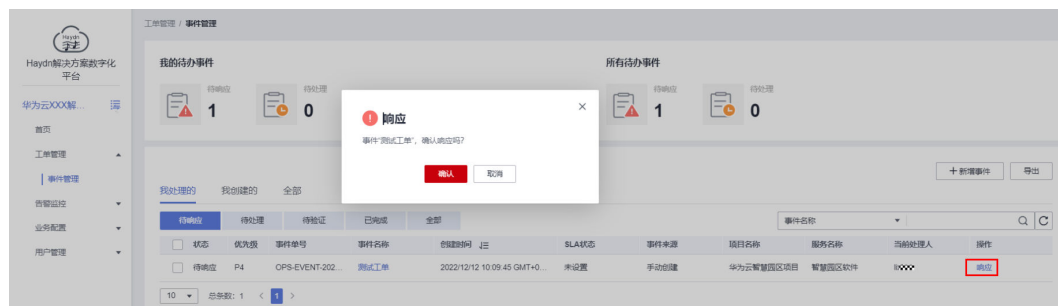 工单管理 / 事件管理
Haydn
解决方案数字化
平台
华为云XXX解...
首页
工单管理
事件管理
告警监控
业务配置
用户管理
我的待办事件
待响应
1
待处理
0
所有待办事件
待响应
1
待处理
0
响应
事件"测试工单"，确认响应吗?
确认
取消
+ 新增事件
导出
我处理的 我创建的 全部
待响应 待处理 待验证 已完成 全部
事件名称
状态 优先级 事件单号 事件名称 创建时间 SLA状态 事件来源 项目名称 服务名称 当前处理人 操作
待响应 P4 OPS-EVENT-202... 测试工单 2022/12/12 10:09:45 GMT+0... 未设置 手动创建 华为云智慧园区项目 智慧园区软件 响应
10 总条数: 1 < 1 >